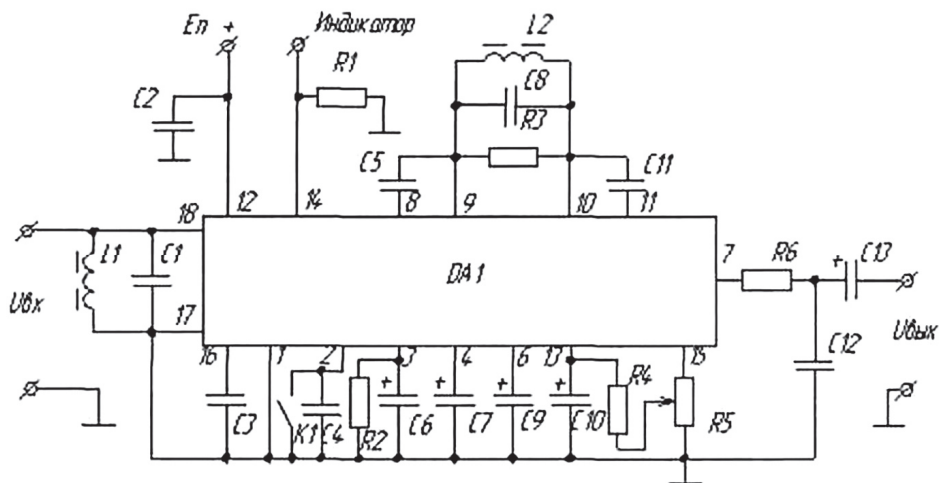 Еп +
Индикатор
L2
R1
C2
C8
R3
C5
C11
12
14
8
9
10
11
18
L1
C1
DA1
7
R6
+ C13
Uвх
17
Uвых
C12
16
1
2
3
4
6
13
15
C3
K1
C4
R2
+
C6
+
C7
+
C9
+
C10
R4
R5